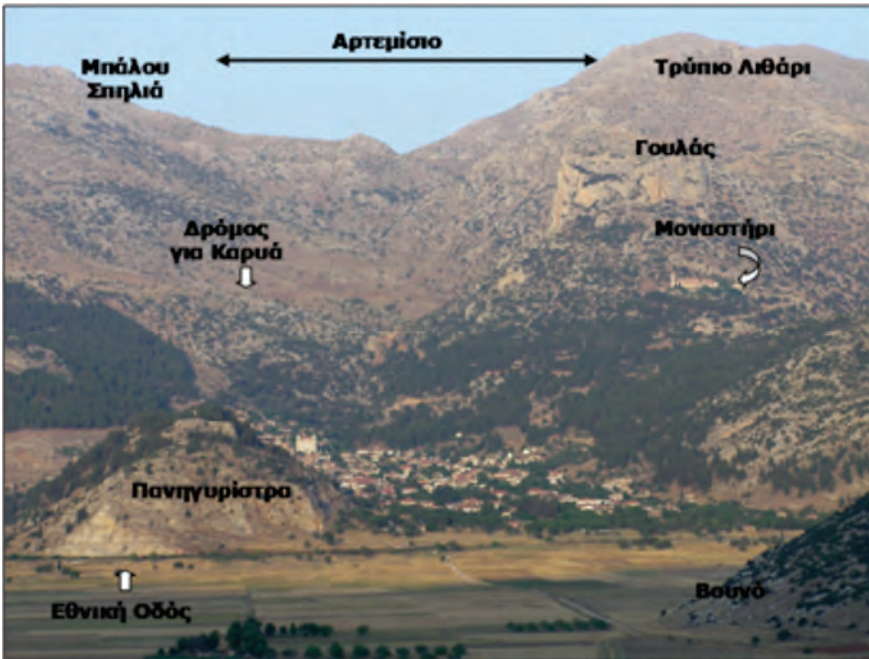 Αρτεμίσιο
Μπάλου
Σπηλιά
Τρύπιο Λιθάρι
Γουλάς
Δρόμος
για Καρυά
Μοναστήρι
Πανηγυρίστρα
Εθνική Οδός
Βουνό